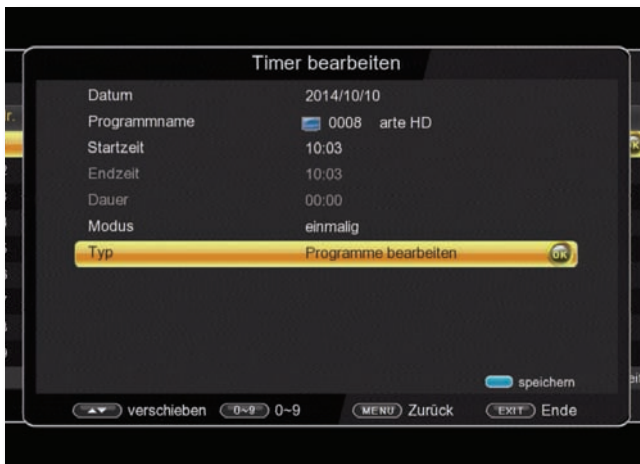 Timer bearbeiten
Datum 2014/10/10
Programmname 0008 arte HD
Startzeit 10:03
Endzeit 10:03
Dauer 00:00
Modus einmalig
Typ Programme bearbeiten OK
speichern
verschieben 0~9 0~9 MENU Zurück EXIT Ende